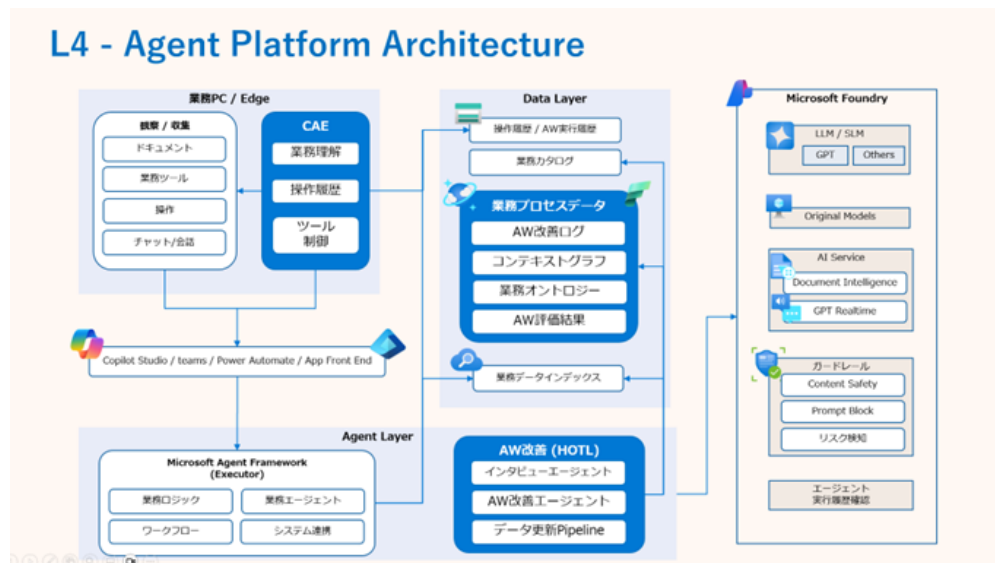 L4 - Agent Platform Architecture
業務PC / Edge
観察 / 収集
ドキュメント
業務ツール
操作
チャット/会話
CAE
業務理解
操作履歴
ツール
制御
Copilot Studio / teams / Power Automate / App Front End
Data Layer
操作履歴 / AW実行履歴
業務カタログ
業務プロセスデータ
AW改善ログ
コンテキストグラフ
業務オントロジー
AW評価結果
業務データインデックス
Agent Layer
Microsoft Agent Framework
(Executor)
業務ロジック
業務エージェント
ワークフロー
システム連携
AW改善 (HOTL)
インタビューエージェント
AW改善エージェント
データ更新Pipeline
Microsoft Foundry
LLM / SLM
GPT
Others
Original Models
AI Service
Document Intelligence
GPT Realtime
ガードレール
Content Safety
Prompt Block
リスク検知
エージェント
実行履歴確認